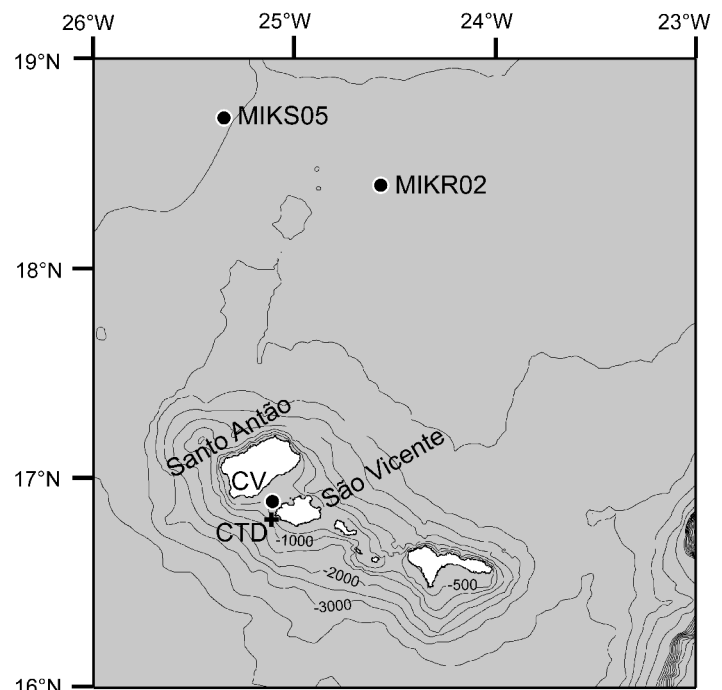 26°W 25°W 24°W 23°W
19°N
MIKS05
MIKR02
18°N
Santo Antão
São Vicente
17°N
CV
CTD
-1000
-2000
-500
-3000
16°N